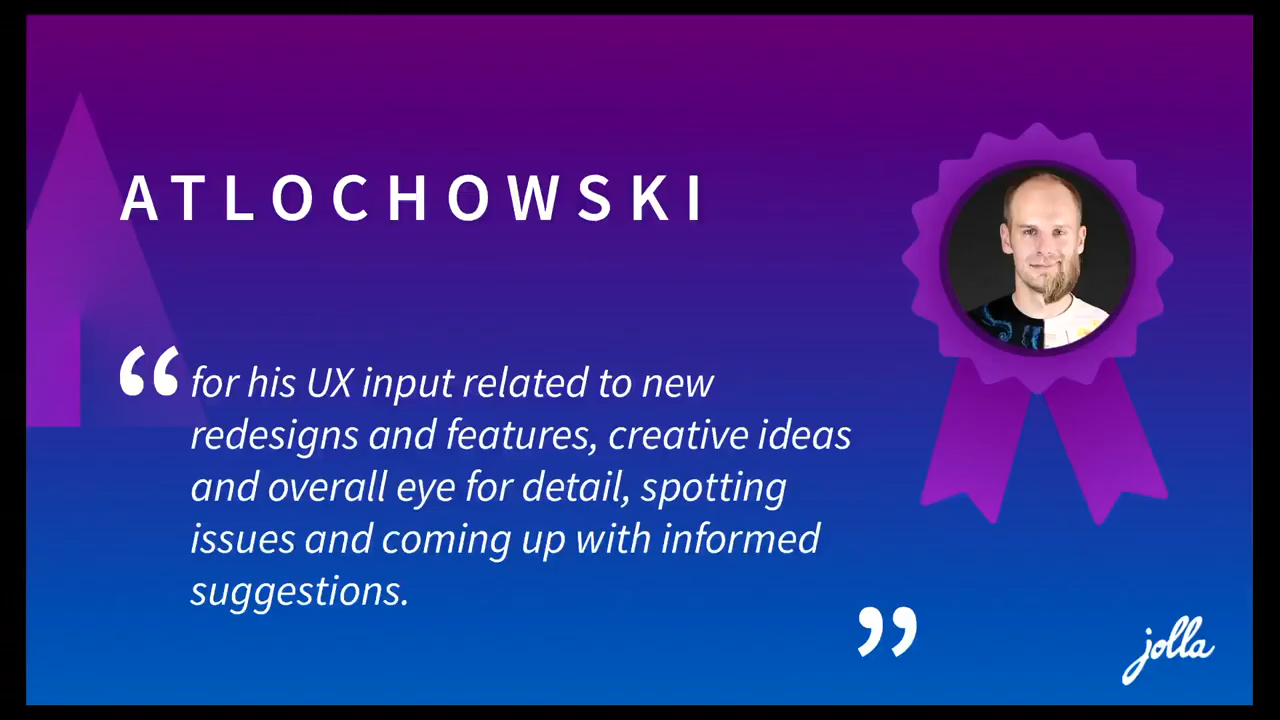 ATLOCHOWSKI
“for his UX input related to new
redesigns and features, creative ideas
and overall eye for detail, spotting
issues and coming up with informed
suggestions.
”
jolla